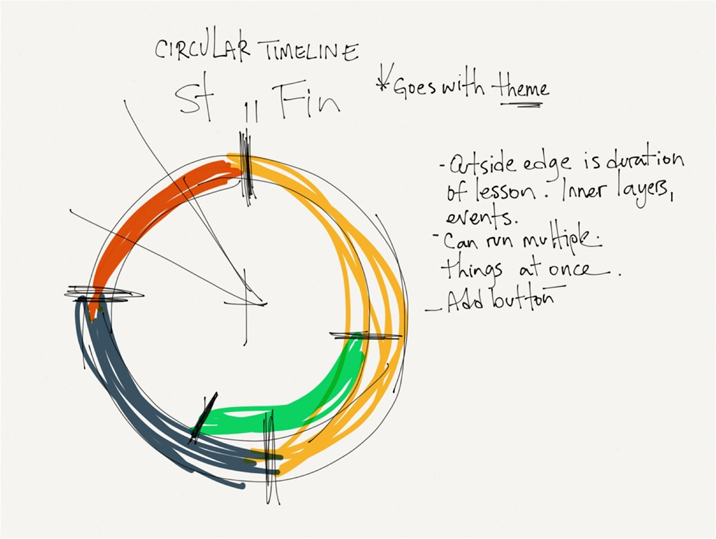 CIRCULAR TIMELINE
St || Fin
* Goes with theme
- Outside edge is duration
of lesson. Inner layers,
events.
- Can run multiple
things at once.
- Add button